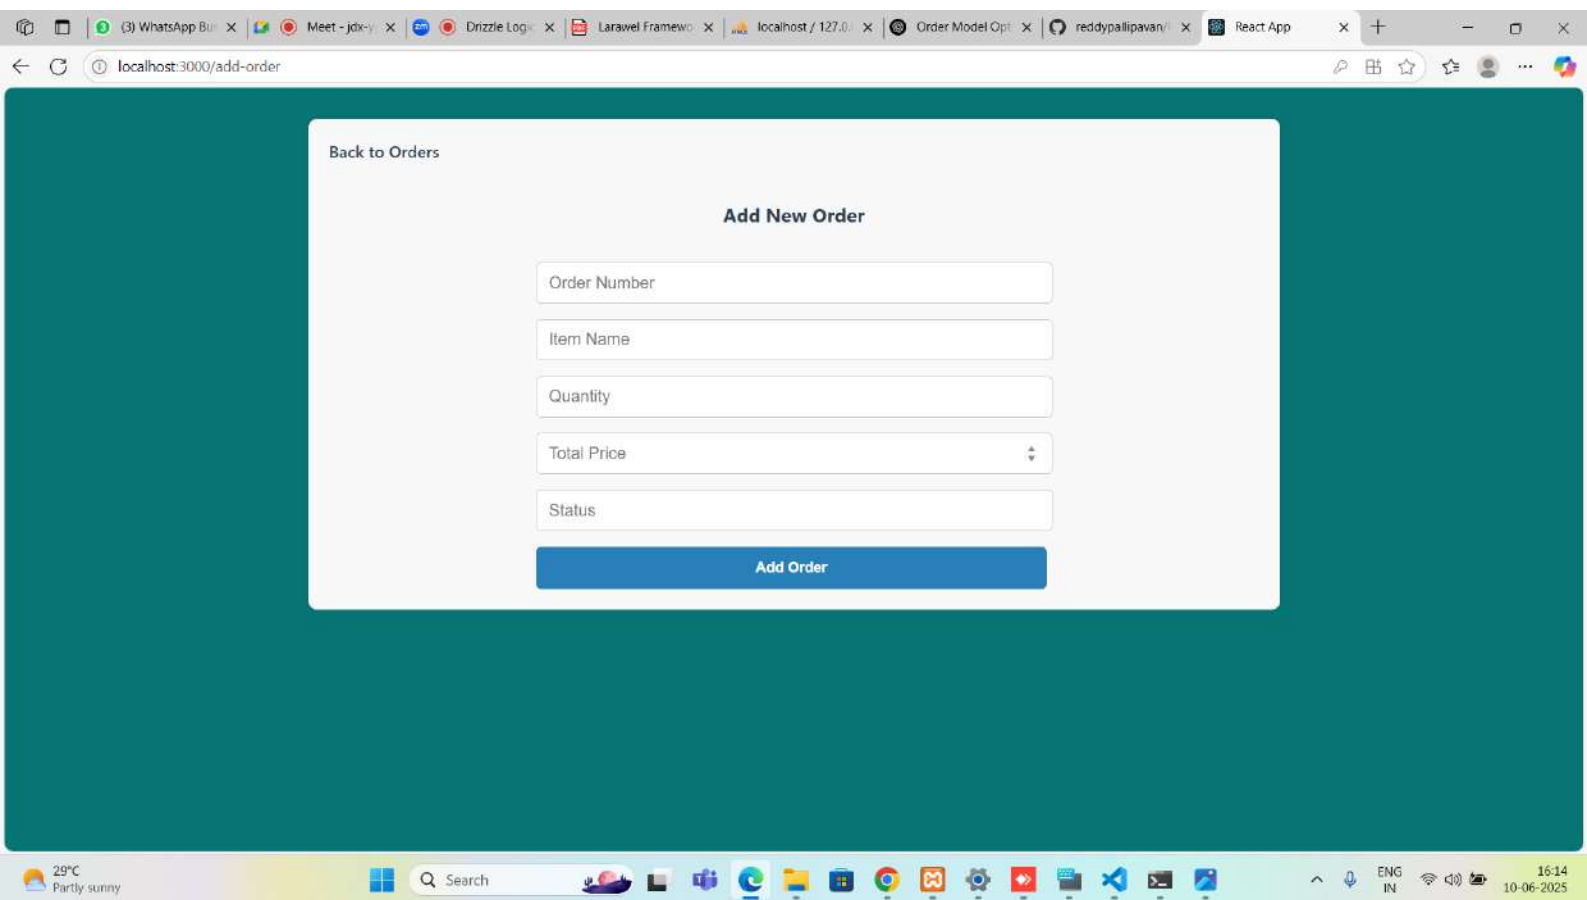 (3) WhatsApp Bu
Meet - jdx-y
zm
Drizzle Logi
Laravel Framewo
localhost / 127.0.
Order Model Opt
reddypallipavan/
React App
localhost:3000/add-order
Back to Orders
Add New Order
Order Number
Item Name
Quantity
Total Price
Status
Add Order
29°C
Partly sunny
Search
ENG
IN
16:14
10-06-2025